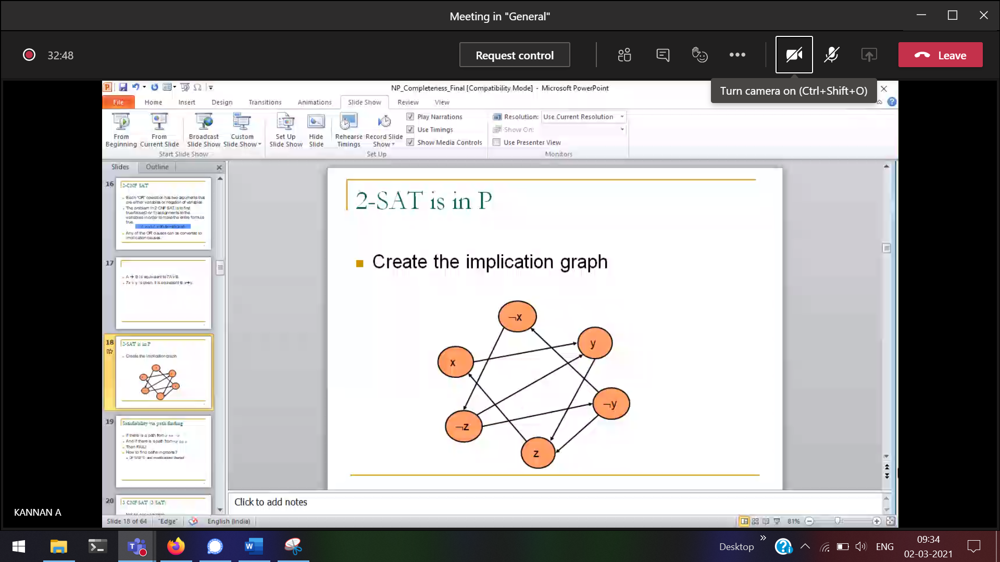 Meeting in "General"
32:48
Request control
Leave
Turn camera on (Ctrl+Shift+O)
NP_Completeness_Final [Compatibility Mode] - Microsoft PowerPoint
File Home Insert Design Transitions Animations Slide Show Review View
From Beginning
From Current Slide
Broadcast Slide Show
Custom Slide Show
Start Slide Show
Set Up Slide Show
Hide Slide
Rehearse Timings
Record Slide Show
Play Narrations
Use Timings
Show Media Controls
Set Up
Resolution: Use Current Resolution
Show On:
Use Presenter View
Monitors
Slides Outline
16
2-CNF SAT
Each "OR" operation has two arguments that
are either variables or negation of variables
The problem in 2 CNF SAT is to find
true/false(0 or 1) assignments to the
variables in order to make the entire formula
true.
Any of the OR clauses can be converted to
implication clauses.
17
A → B is equivalent to 7A v B.
7x v y is given. It is equivalent to x→y.
18
2-SAT is in P
Create the implication graph
19
Satisfiability via path finding
If there is a path from
And if there is a path from
Then FAIL!
How to find paths in graphs?
20
3 CNF SAT (3 SAT)
2-SAT is in P
Create the implication graph
¬x
y
x
¬y
¬z
z
Click to add notes
KANNAN A
Slide 18 of 64 "Edge" English (India) 81%
Desktop
ENG
09:34
02-03-2021